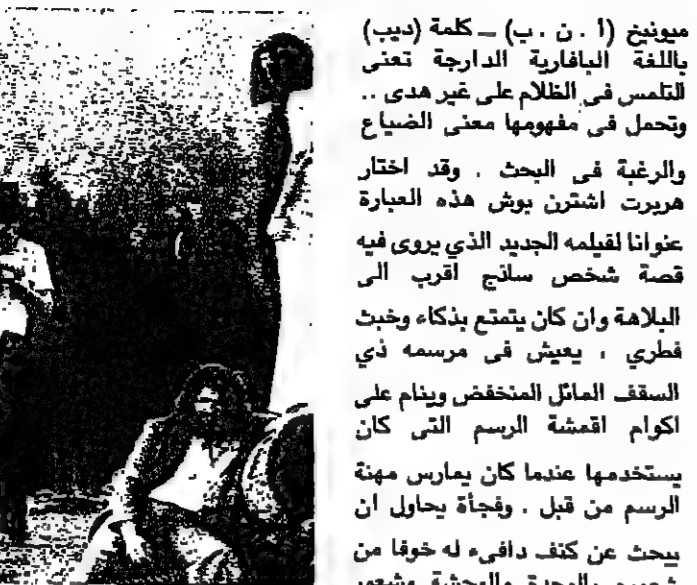 ميونيخ (ا . ن . ب) ــ كلمة (ديب)
باللغة البافارية الدارجة تعنى
التلمس فى الظلام على غير هدى ..
وتحمل فى مفهومها معنى الضياع
والرغبة فى البحث . وقد اختار
هربرت اشترن بوش هذه العبارة
عنوانا لفيلمه الجديد الذي يروى فيه
قصة شخص ساذج اقرب الى
البلاهة وان كان يتمتع بذكاء وخبث
فطري ، يعيش فى مرسمه ذي
السقف المائل المنخفض وينام على
اكوام اقمشة الرسم التى كان
يستخدمها عندما كان يمارس مهنة
الرسم من قبل . وفجأة يحاول ان
يبحث عن كتف دافىء له خوفا من